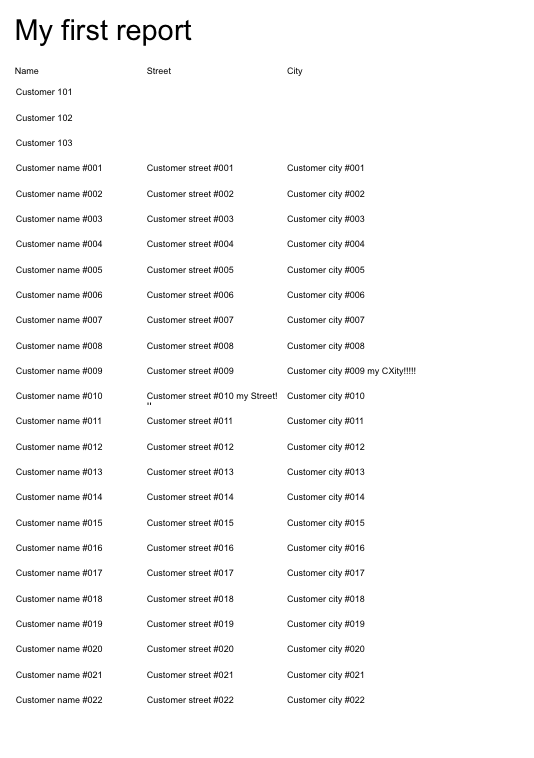 My first report
Name Street City
Customer 101
Customer 102
Customer 103
Customer name #001 Customer street #001 Customer city #001
Customer name #002 Customer street #002 Customer city #002
Customer name #003 Customer street #003 Customer city #003
Customer name #004 Customer street #004 Customer city #004
Customer name #005 Customer street #005 Customer city #005
Customer name #006 Customer street #006 Customer city #006
Customer name #007 Customer street #007 Customer city #007
Customer name #008 Customer street #008 Customer city #008
Customer name #009 Customer street #009 Customer city #009 my CXity!!!!!
Customer name #010 Customer street #010 my Street! Customer city #010
!!
Customer name #011 Customer street #011 Customer city #011
Customer name #012 Customer street #012 Customer city #012
Customer name #013 Customer street #013 Customer city #013
Customer name #014 Customer street #014 Customer city #014
Customer name #015 Customer street #015 Customer city #015
Customer name #016 Customer street #016 Customer city #016
Customer name #017 Customer street #017 Customer city #017
Customer name #018 Customer street #018 Customer city #018
Customer name #019 Customer street #019 Customer city #019
Customer name #020 Customer street #020 Customer city #020
Customer name #021 Customer street #021 Customer city #021
Customer name #022 Customer street #022 Customer city #022